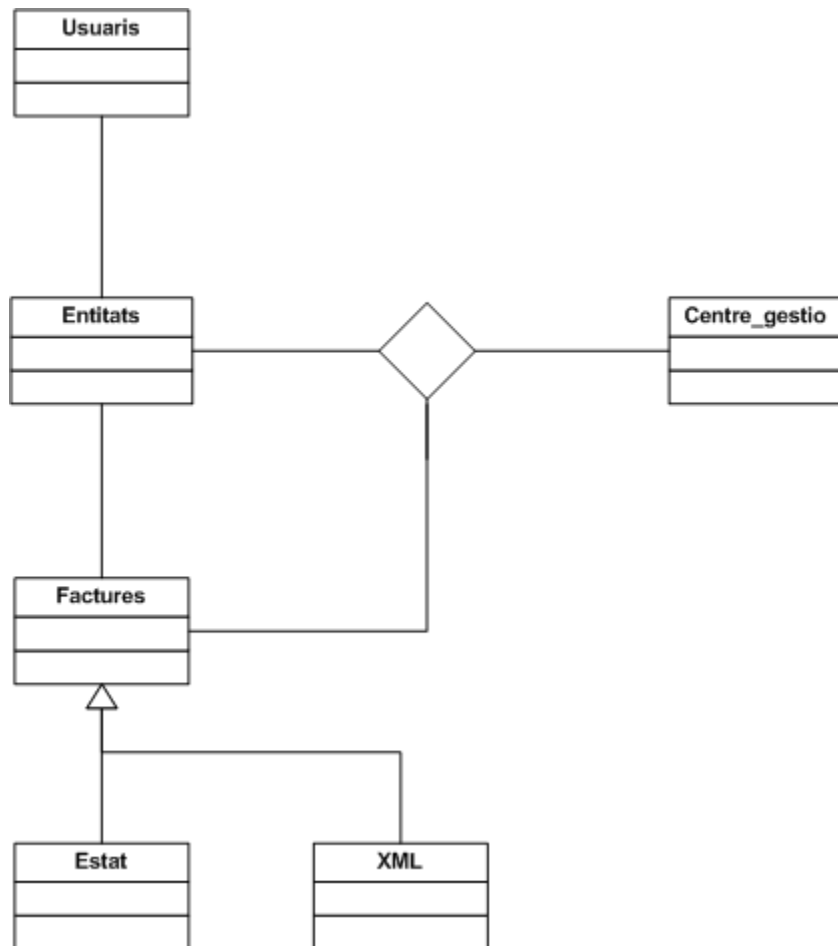 Usuaris
Entitats
Centre_gestio
Factures
Estat
XML